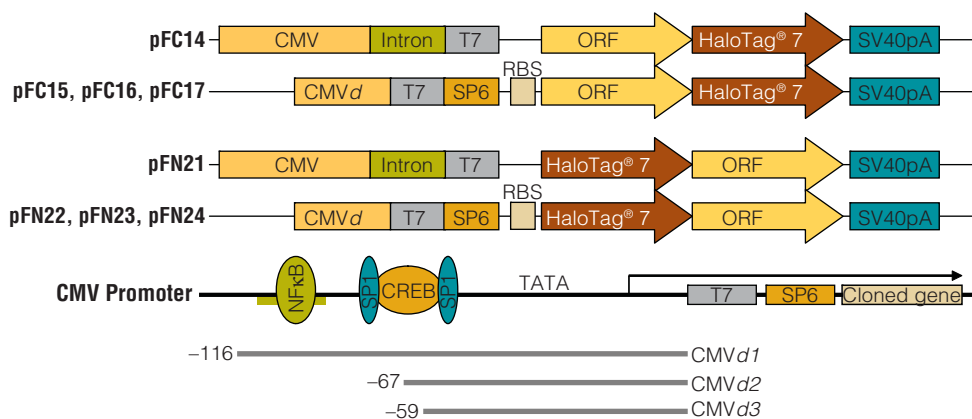 pFC14 CMV Intron T7 ORF HaloTag® 7 SV40pA
RBS
pFC15, pFC16, pFC17 CMVd T7 SP6 ORF HaloTag® 7 SV40pA
pFN21 CMV Intron T7 HaloTag® 7 ORF SV40pA
RBS
pFN22, pFN23, pFN24 CMVd T7 SP6 HaloTag® 7 ORF SV40pA
CMV Promoter NFκB SP1 CREB SP1 TATA T7 SP6 Cloned gene
−116 CMVd1
−67 CMVd2
−59 CMVd3